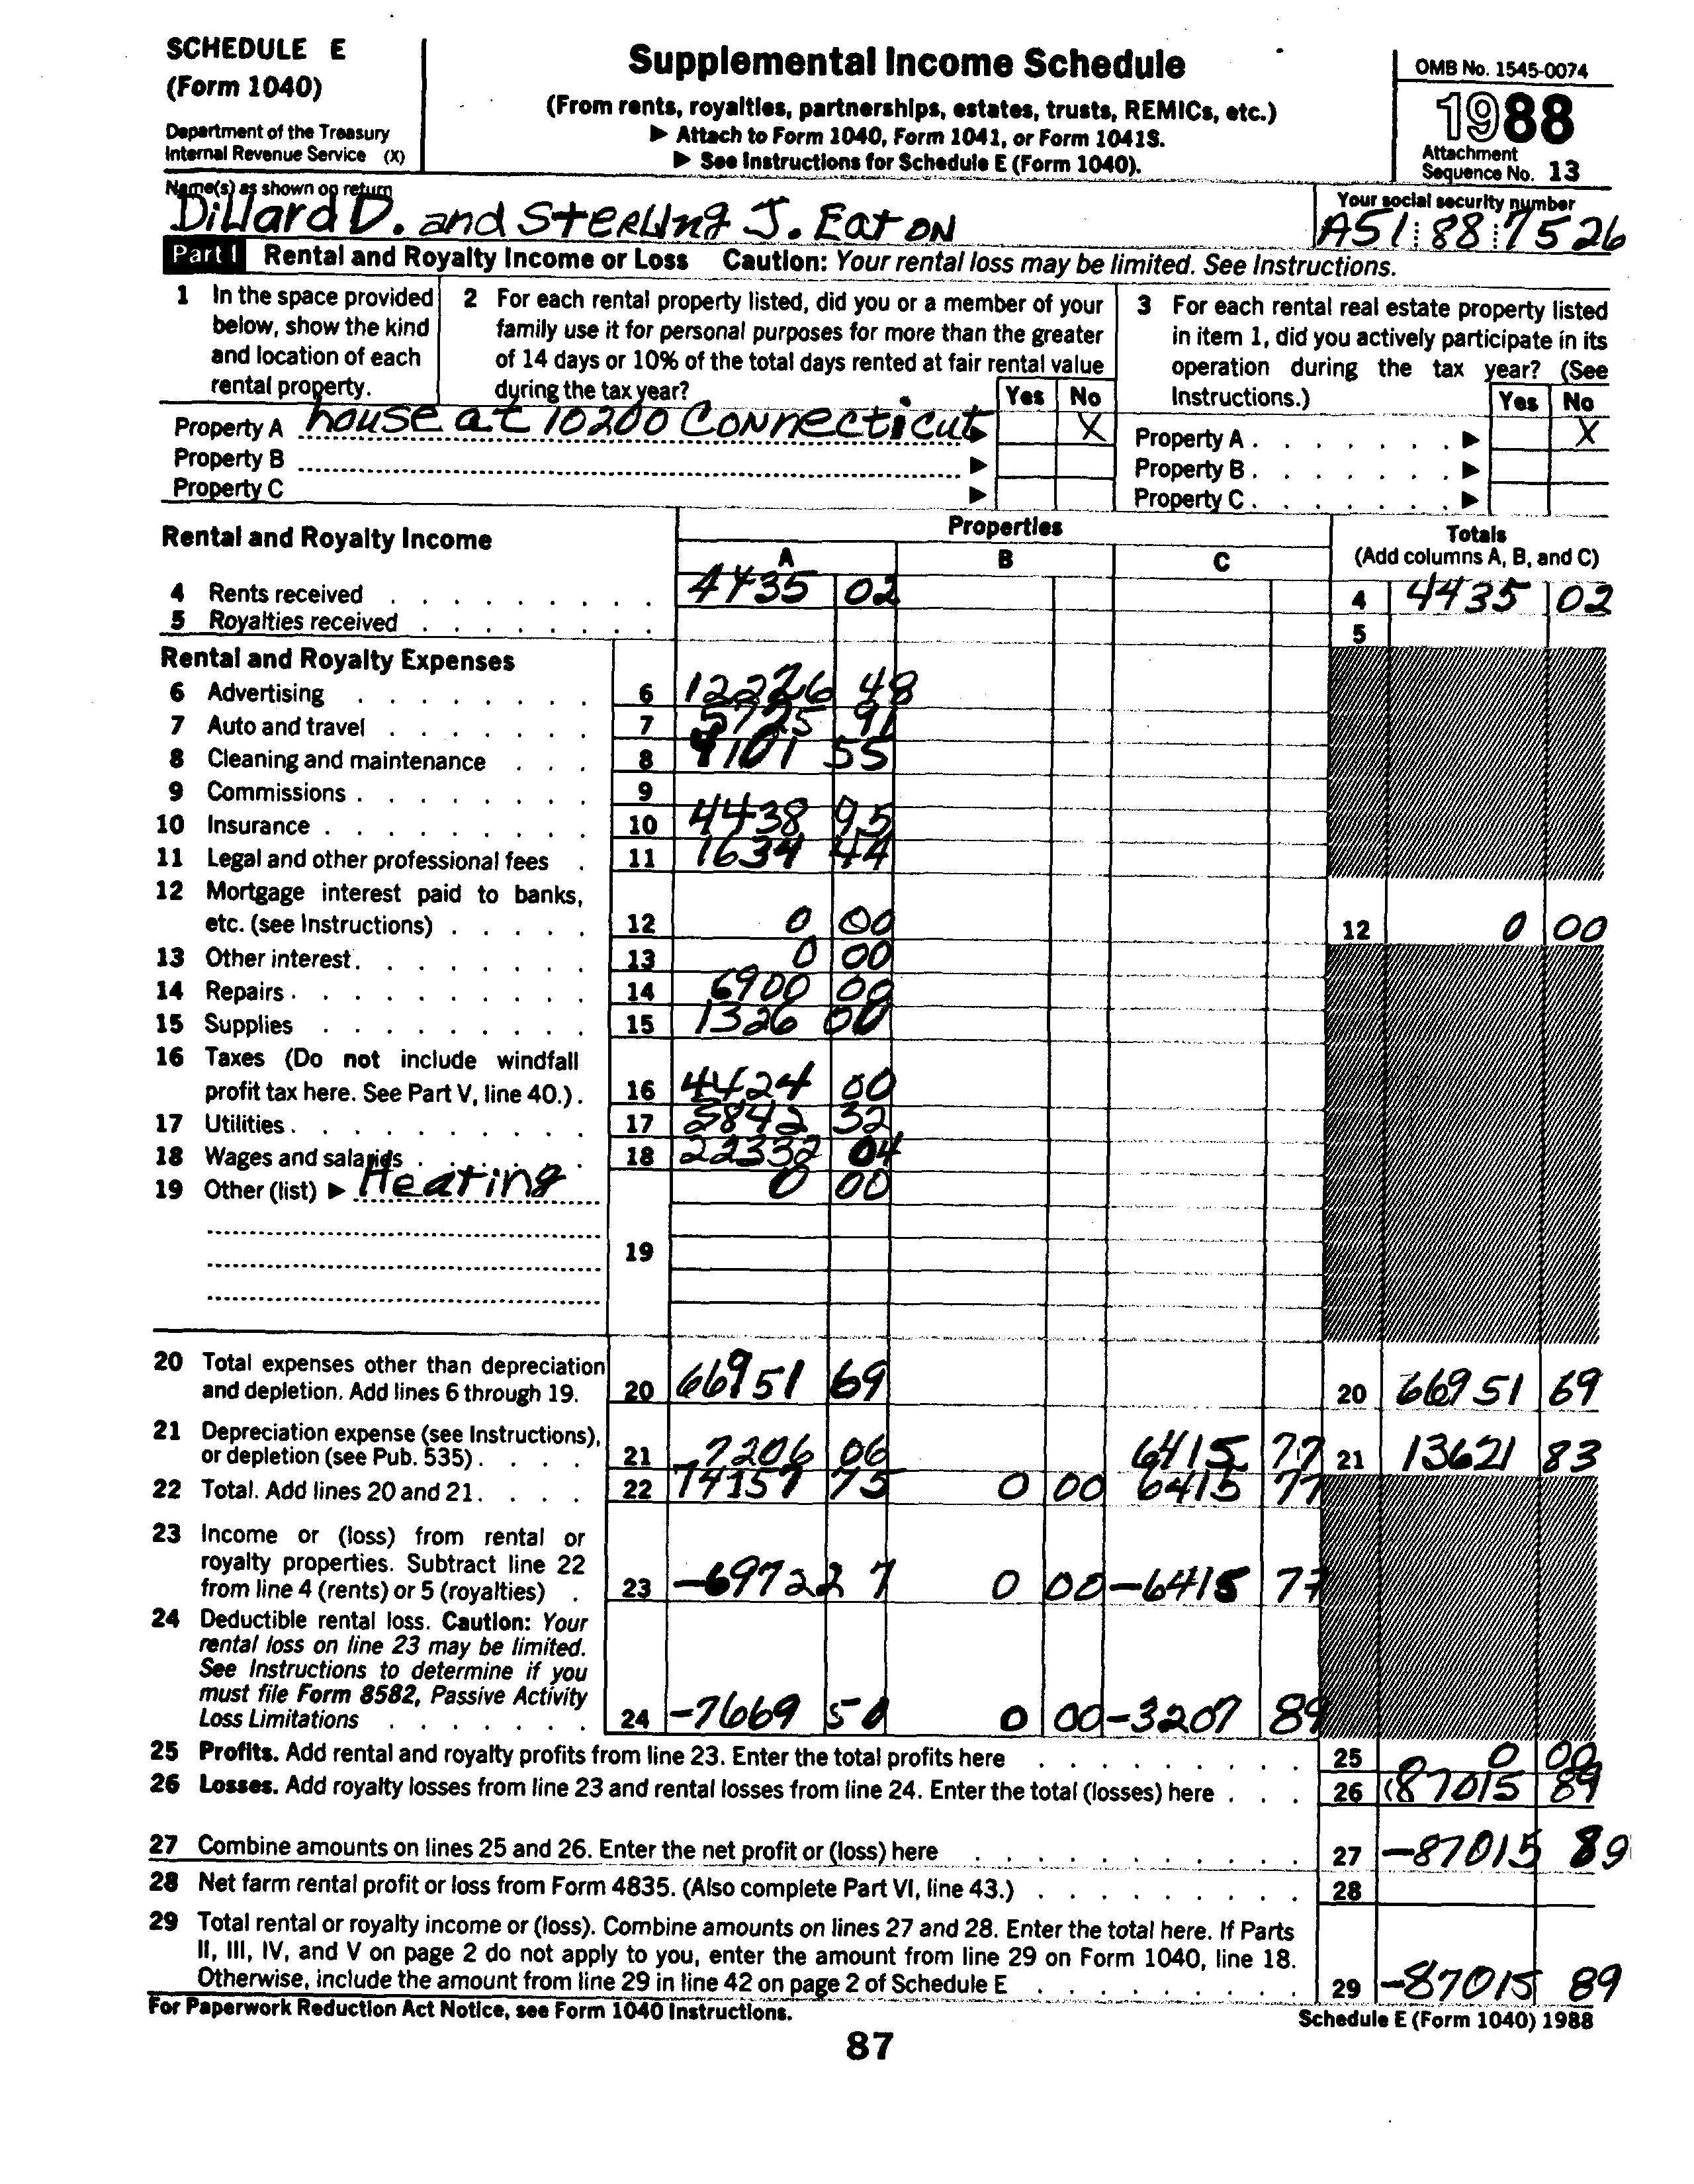 SCHEDULE E
(Form 1040)
Department of the Treasury
Internal Revenue Service (X)
Supplemental Income Schedule
(From rents, royalties, partnerships, estates, trusts, REMICs, etc.)
▶ Attach to Form 1040, Form 1041, or Form 1041S.
▶ See Instructions for Schedule E (Form 1040).
OMB No. 1545-0074
1988
Attachment
Sequence No. 13
Name(s) as shown on return
Dillard D. and Sterling J. Eaton
Your social security number
A51 88 7526
Part I Rental and Royalty Income or Loss Caution: Your rental loss may be limited. See Instructions.
1 In the space provided
below, show the kind
and location of each
rental property.
2 For each rental property listed, did you or a member of your
family use it for personal purposes for more than the greater
of 14 days or 10% of the total days rented at fair rental value
during the tax year?
Yes No
3 For each rental real estate property listed
in item 1, did you actively participate in its
operation during the tax year? (See
Instructions.)
Yes No
Property A house at 10200 Connecticut ▶ X
Property B ▶
Property C ▶
Property A . . . . . . . ▶ X
Property B . . . . . . . ▶
Property C . . . . . . . ▶
Rental and Royalty Income
Properties
A B C
Totals
(Add columns A, B, and C)
4 Rents received 4435 02 4 4435 02
5 Royalties received 5
Rental and Royalty Expenses
6 Advertising 6 12226 48
7 Auto and travel 7 5725 91
8 Cleaning and maintenance 8 9101 55
9 Commissions 9
10 Insurance 10 4438 95
11 Legal and other professional fees 11 1634 44
12 Mortgage interest paid to banks,
etc. (see Instructions) 12 0 00 12 0 00
13 Other interest 13 0 00
14 Repairs 14 6900 00
15 Supplies 15 1326 00
16 Taxes (Do not include windfall
profit tax here. See Part V, line 40.) 16 4424 00
17 Utilities 17 5842 32
18 Wages and salaries 18 22332 04
19 Other (list) ▶ Heating 0 00
19
20 Total expenses other than depreciation
and depletion. Add lines 6 through 19. 20 66951 69 20 66951 69
21 Depreciation expense (see Instructions),
or depletion (see Pub. 535) 21 7206 06 6415 77 21 13621 83
22 Total. Add lines 20 and 21 22 74157 75 0 00 6415 77
23 Income or (loss) from rental or
royalty properties. Subtract line 22
from line 4 (rents) or 5 (royalties) 23 -69722 7 0 00 -6415 77
24 Deductible rental loss. Caution: Your
rental loss on line 23 may be limited.
See Instructions to determine if you
must file Form 8582, Passive Activity
Loss Limitations 24 -7669 50 0 00 -3207 89
25 Profits. Add rental and royalty profits from line 23. Enter the total profits here 25 0 00
26 Losses. Add royalty losses from line 23 and rental losses from line 24. Enter the total (losses) here 26 (87015 89
27 Combine amounts on lines 25 and 26. Enter the net profit or (loss) here 27 -87015 89
28 Net farm rental profit or loss from Form 4835. (Also complete Part VI, line 43.) 28
29 Total rental or royalty income or (loss). Combine amounts on lines 27 and 28. Enter the total here. If Parts
II, III, IV, and V on page 2 do not apply to you, enter the amount from line 29 on Form 1040, line 18.
Otherwise, include the amount from line 29 in line 42 on page 2 of Schedule E 29 -87015 89
For Paperwork Reduction Act Notice, see Form 1040 Instructions.
Schedule E (Form 1040) 1988
87